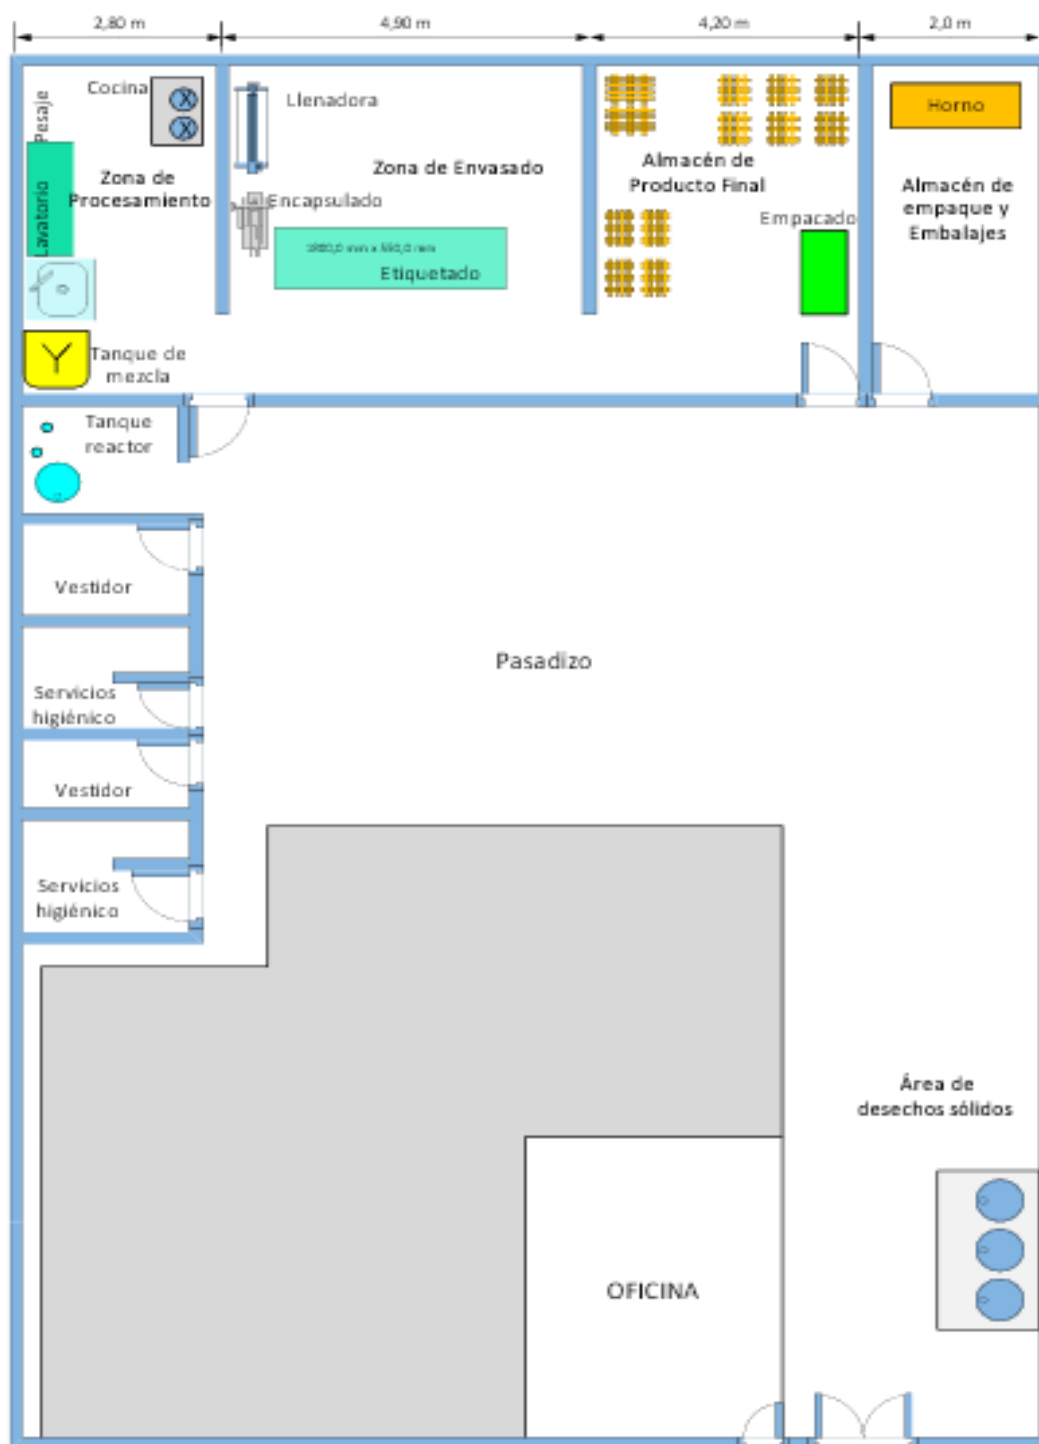 2,80 m
4,90 m
4,20 m
2,0 m
Cocina
Pesaje
Llenadora
Horno
Zona de
Procesamiento
Zona de Envasado
Almacén de
Producto Final
Almacén de
empaque y
Embalajes
Lavatorio
Encapsulado
Empacado
Etiquetado
Tanque de
mezcla
Tanque
reactor
Vestidor
Pasadizo
Servicios
higiénico
Vestidor
Servicios
higiénico
Área de
desechos sólidos
OFICINA